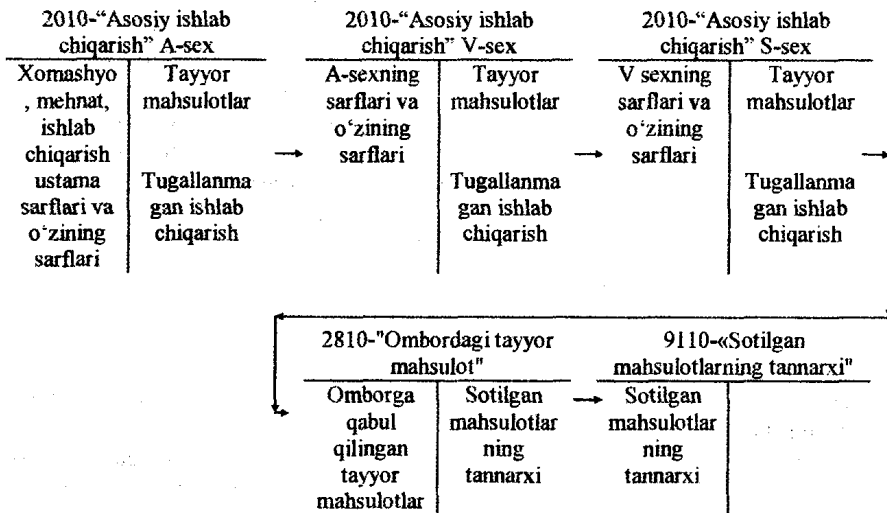 2010-“Asosiy ishlab
chiqarish” A-sex
Xomashyo
, mehnat,
ishlab
chiqarish
ustama
sarflari va
o‘zining
sarflari
Tayyor
mahsulotlar
Tugallanma
gan ishlab
chiqarish
2010-“Asosiy ishlab
chiqarish” V-sex
A-sexning
sarflari va
o‘zining
sarflari
Tayyor
mahsulotlar
Tugallanma
gan ishlab
chiqarish
2010-“Asosiy ishlab
chiqarish” S-sex
V sexning
sarflari va
o‘zining
sarflari
Tayyor
mahsulotlar
Tugallanma
gan ishlab
chiqarish
2810-"Ombordagi tayyor
mahsulot"
Omborga
qabul
qilingan
tayyor
mahsulotlar
Sotilgan
mahsulotlar
ning
tannarxi
9110-«Sotilgan
mahsulotlarning tannarxi"
Sotilgan
mahsulotlar
ning
tannarxi